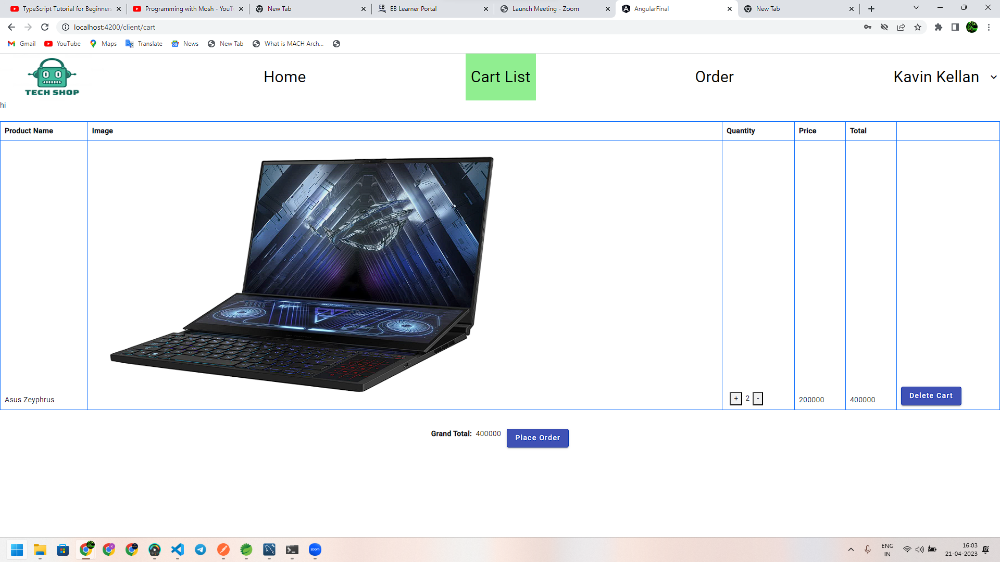 TypeScript Tutorial for Beginners
Programming with Mosh - YouT
New Tab
EB Learner Portal
Launch Meeting - Zoom
AngularFinal
New Tab
localhost:4200/client/cart
Gmail
YouTube
Maps
Translate
News
New Tab
What is MACH Arch...
TECH SHOP
Home
Cart List
Order
Kavin Kellan
hi
Product Name
Image
Quantity
Price
Total
Asus Zeyphrus
+ 2 -
200000
400000
Delete Cart
Grand Total: 400000
Place Order
zoom
ENG
IN
16:03
21-04-2023